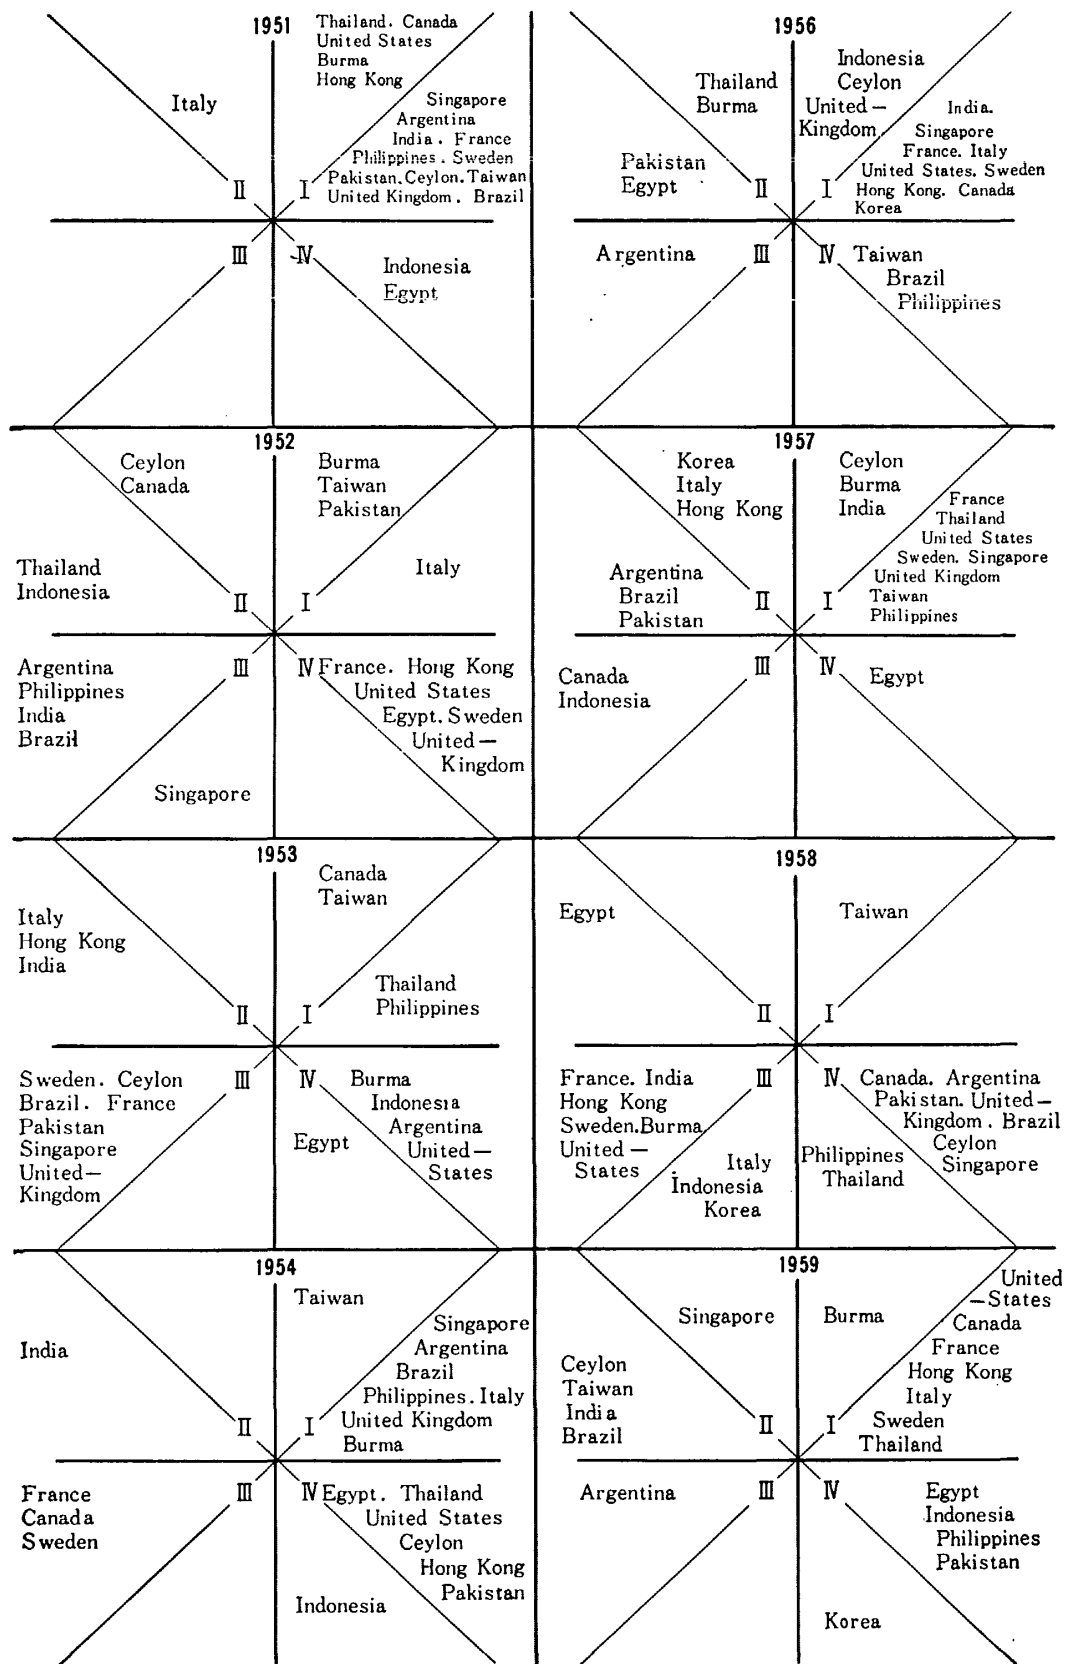 1951
Thailand. Canada
United States
Burma
Hong Kong
Italy
Singapore
Argentina
India. France
Philippines. Sweden
Pakistan.Ceylon.Taiwan
United Kingdom. Brazil
II
I
III
IV
Indonesia
Egypt
1952
Ceylon
Canada
Burma
Taiwan
Pakistan
Thailand
Indonesia
Italy
II
I
Argentina
Philippines
India
Brazil
III
IV
France. Hong Kong
United States
Egypt. Sweden
United—
Kingdom
Singapore
1953
Canada
Taiwan
Italy
Hong Kong
India
Thailand
Philippines
II
I
Sweden. Ceylon
Brazil. France
Pakistan
Singapore
United—
Kingdom
III
IV
Burma
Indonesia
Argentina
United—
States
Egypt
1954
Taiwan
India
Singapore
Argentina
Brazil
Philippines. Italy
United Kingdom
Burma
II
I
France
Canada
Sweden
III
IV
Egypt. Thailand
United States
Ceylon
Hong Kong
Pakistan
Indonesia
1956
Thailand
Burma
Indonesia
Ceylon
United—
Kingdom
Pakistan
Egypt
India.
Singapore
France. Italy
United States. Sweden
Hong Kong. Canada
Korea
II
I
Argentina
III
IV
Taiwan
Brazil
Philippines
1957
Korea
Italy
Hong Kong
Ceylon
Burma
India
Argentina
Brazil
Pakistan
France
Thailand
United States
Sweden. Singapore
United Kingdom
Taiwan
Philippines
II
I
Canada
Indonesia
III
IV
Egypt
1958
Egypt
Taiwan
II
I
France. India
Hong Kong
Sweden.Burma
United—
States
III
IV
Canada. Argentina
Pakistan. United—
Kingdom. Brazil
Ceylon
Singapore
Italy
Indonesia
Korea
Philippines
Thailand
1959
Singapore
Burma
United
—States
Canada
France
Hong Kong
Italy
Sweden
Thailand
Ceylon
Taiwan
India
Brazil
II
I
Argentina
III
IV
Egypt
Indonesia
Philippines
Pakistan
Korea